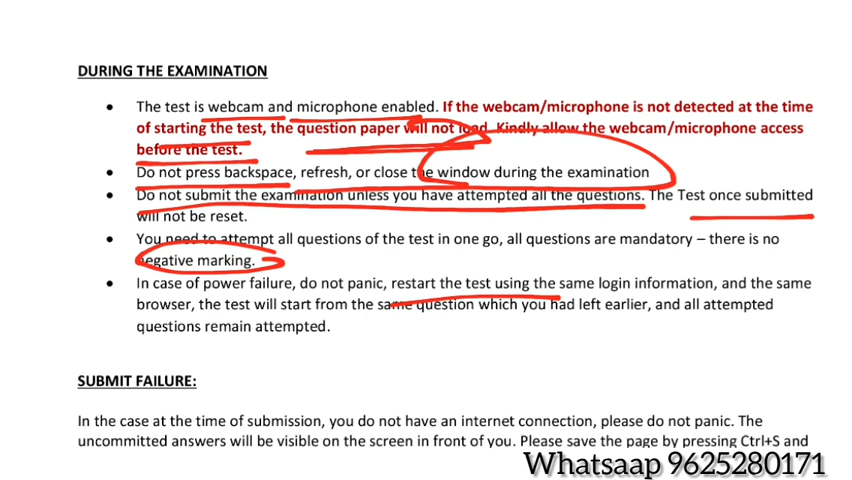 DURING THE EXAMINATION
• The test is webcam and microphone enabled. If the webcam/microphone is not detected at the time
of starting the test, the question paper will not load. Kindly allow the webcam/microphone access
before the test.
• Do not press backspace, refresh, or close the window during the examination
• Do not submit the examination unless you have attempted all the questions. The Test once submitted
will not be reset.
• You need to attempt all questions of the test in one go, all questions are mandatory – there is no
negative marking.
• In case of power failure, do not panic, restart the test using the same login information, and the same
browser, the test will start from the same question which you had left earlier, and all attempted
questions remain attempted.
SUBMIT FAILURE:
In the case at the time of submission, you do not have an internet connection, please do not panic. The
uncommitted answers will be visible on the screen in front of you. Please save the page by pressing Ctrl+S and
Whatsaap 9625280171